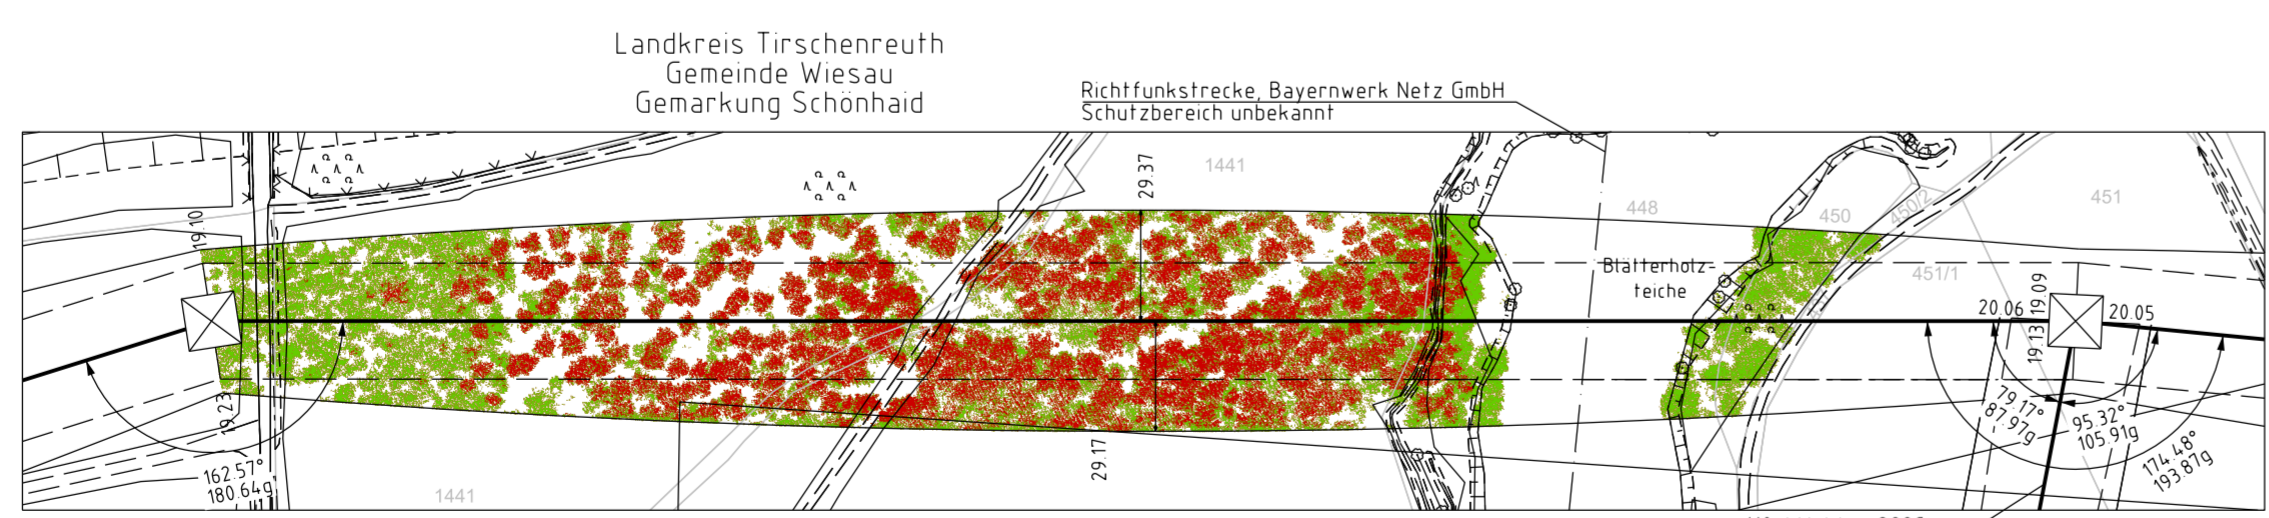 Landkreis Tirschenreuth
Gemeinde Wiesau
Gemarkung Schönhaid
Richtfunkstrecke, Bayernwerk Netz GmbH
Schutzbereich unbekannt
1441
29.37
19.10
448
450
450/2
451
451/1
Blätterholz-
teiche
20.06
19.13
19.09
20.05
19.23
162.57°
180.64g
1441
29.17
79.17°
87.97g
95.32°
105.91g
174.48°
193.87g